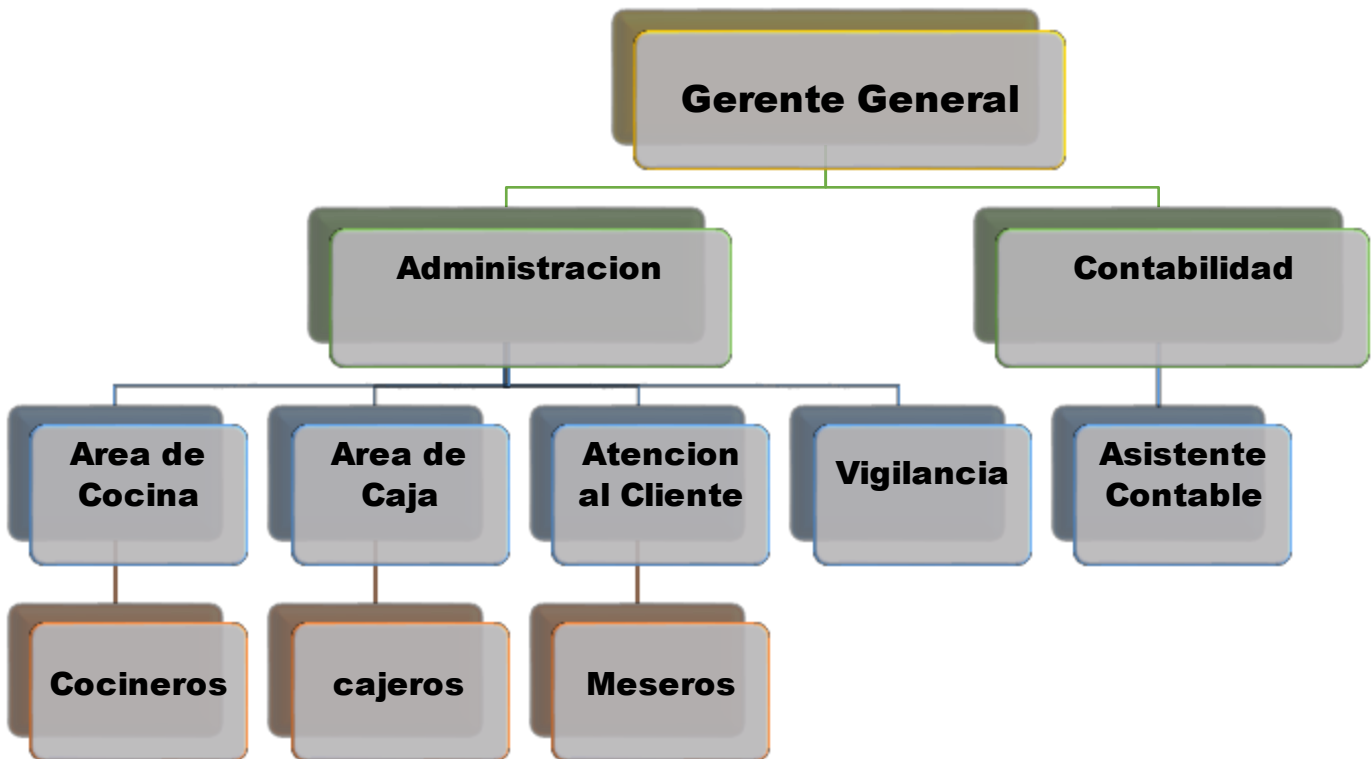 Gerente General
Administracion
Contabilidad
Area de
Cocina
Area de
Caja
Atencion
al Cliente
Vigilancia
Asistente
Contable
Cocineros
cajeros
Meseros